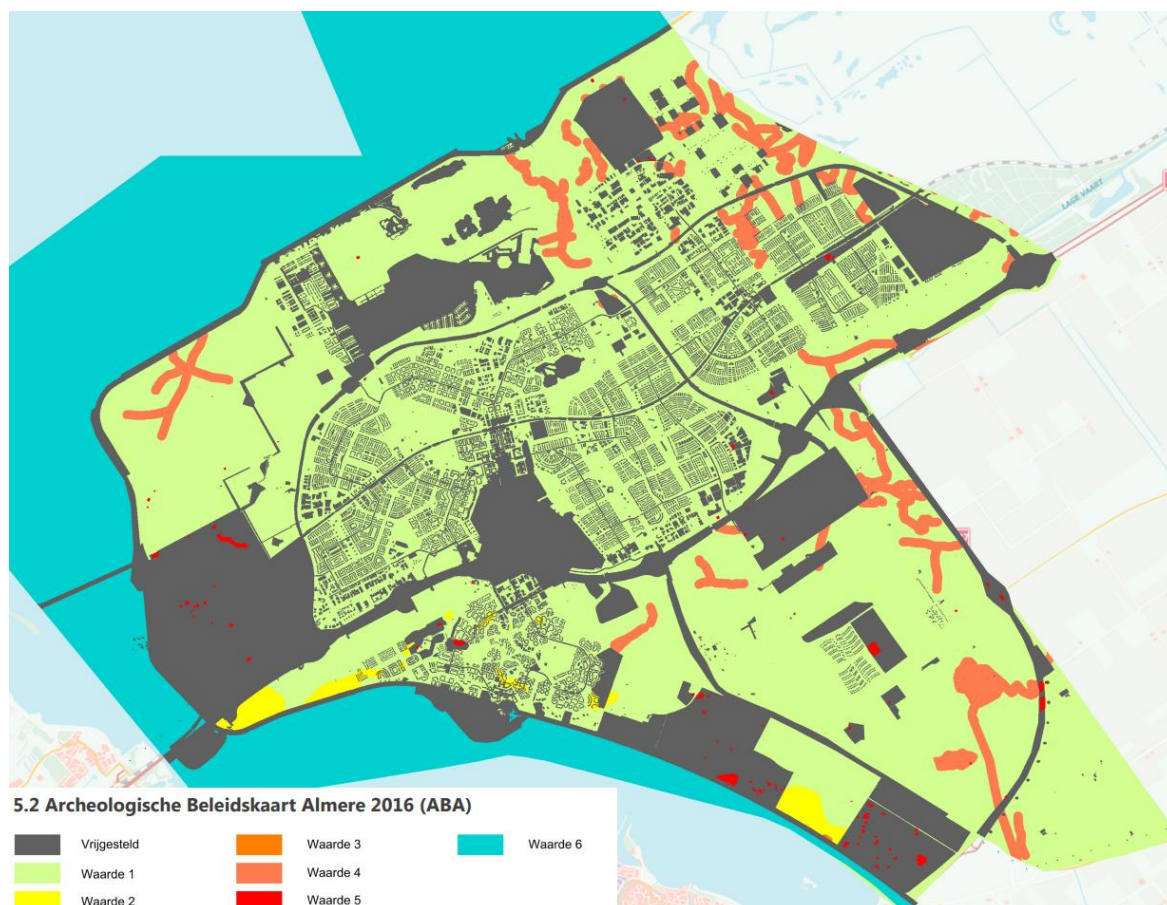 LAGE VAART
5.2 Archeologische Beleidskaart Almere 2016 (ABA)
Vrijgesteld
Waarde 3
Waarde 6
Waarde 1
Waarde 4
Waarde 2
Waarde 5